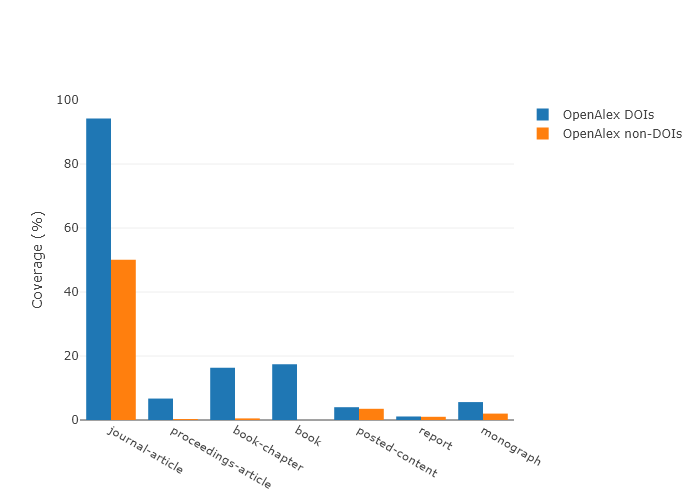 100
80
60
40
20
0
Coverage (%)
journal-article
proceedings-article
book-chapter
book
posted-content
report
monograph
OpenAlex DOIs
OpenAlex non-DOIs